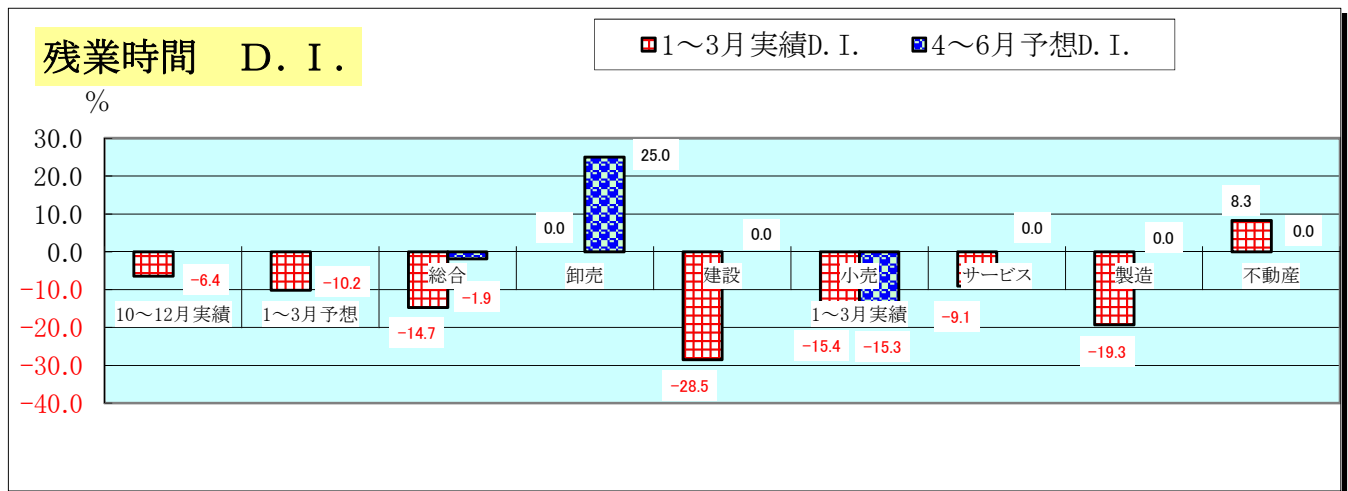 残業時間　Ｄ．Ｉ．
1～3月実績D.I.　4～6月予想D.I.
%
30.0
20.0
10.0
0.0
-10.0
-20.0
-30.0
-40.0
25.0
8.3
0.0 0.0 0.0 0.0 0.0
総合 卸売 建設 小売 サービス 製造 不動産
-6.4 -10.2 -1.9
10～12月実績 1～3月予想 1～3月実績
-14.7 -15.4 -15.3 -9.1 -19.3
-28.5